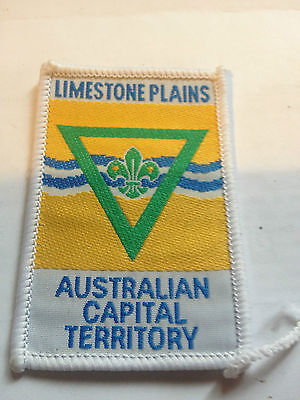 LIMESTONE PLAINS
AUSTRALIAN
CAPITAL
TERRITORY